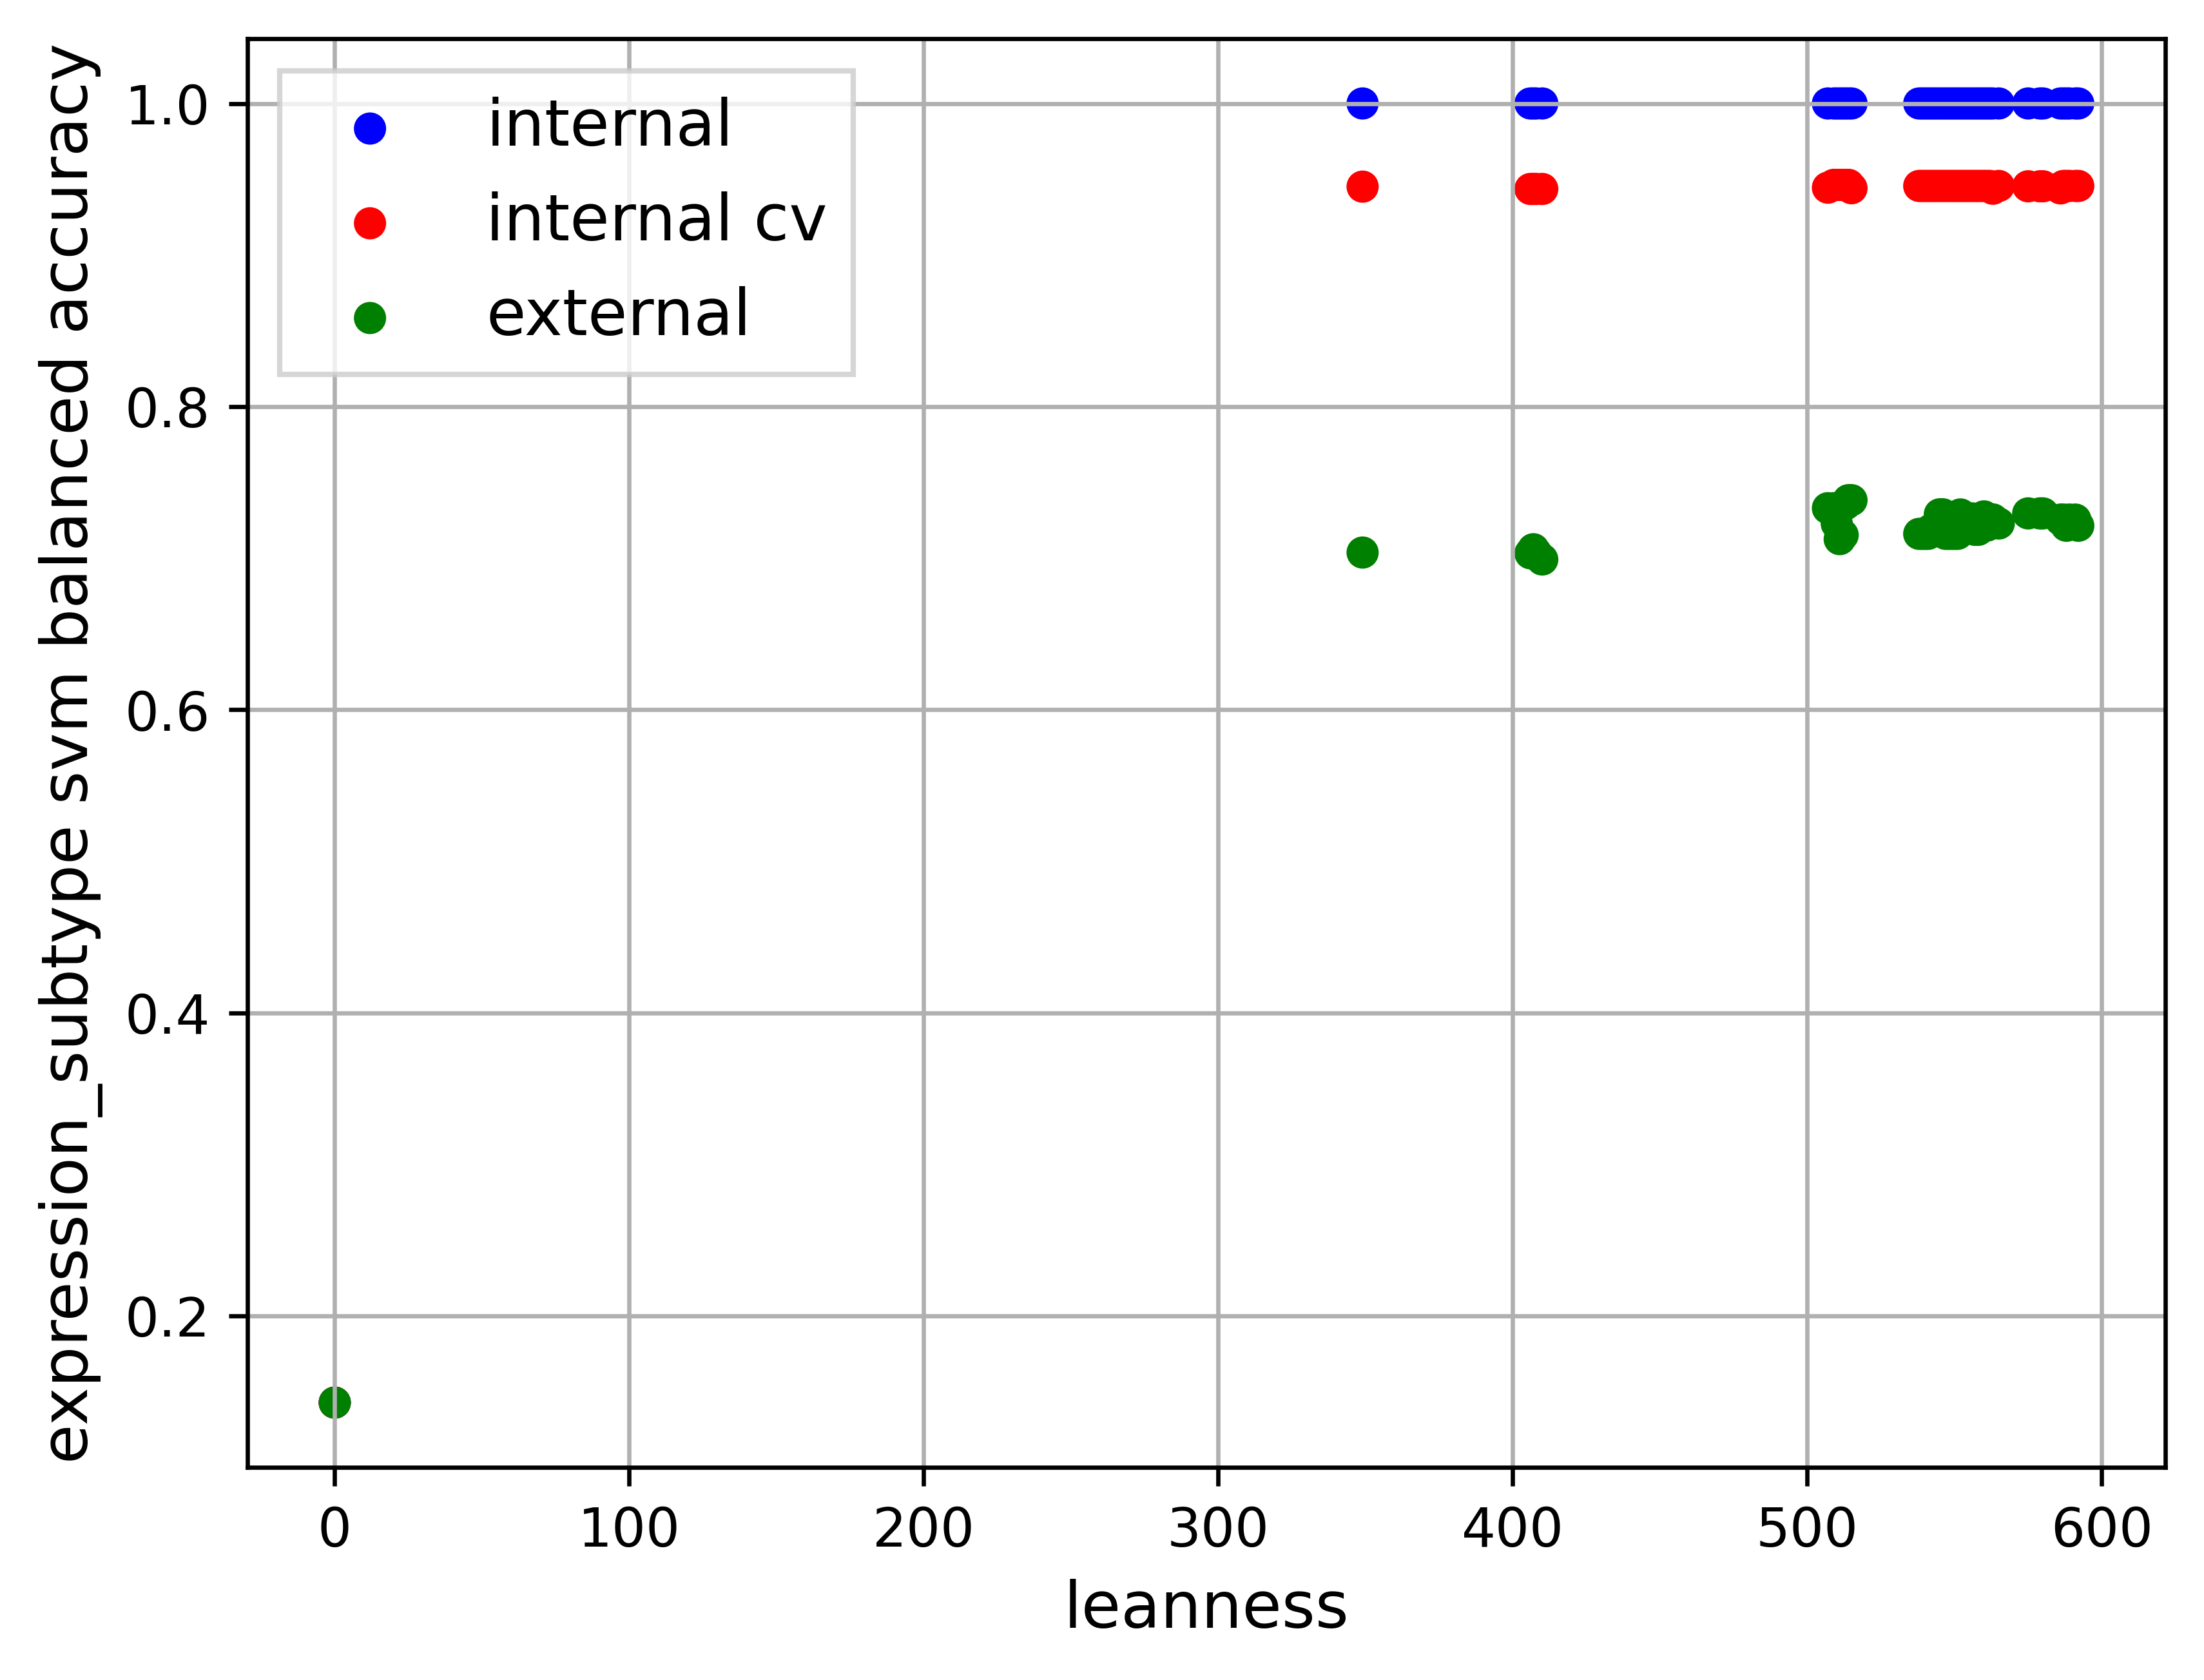 expression_subtype svm balanced accuracy
1.0
0.8
0.6
0.4
0.2
internal
internal cv
external
0 100 200 300 400 500 600
leanness